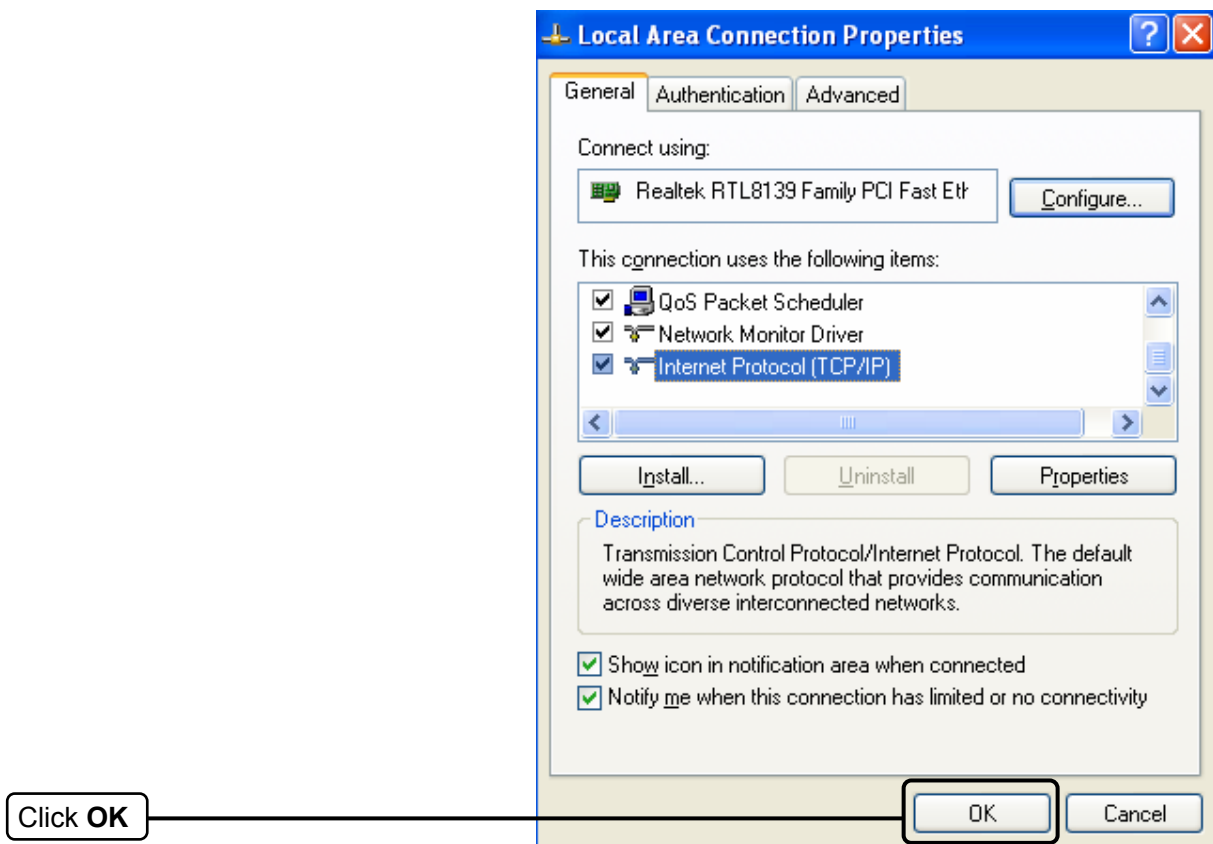 Local Area Connection Properties
General Authentication Advanced
Connect using:
Realtek RTL8139 Family PCI Fast Eth
Configure...
This connection uses the following items:
QoS Packet Scheduler
Network Monitor Driver
Internet Protocol (TCP/IP)
Install... Uninstall Properties
Description
Transmission Control Protocol/Internet Protocol. The default
wide area network protocol that provides communication
across diverse interconnected networks.
Show icon in notification area when connected
Notify me when this connection has limited or no connectivity
Click OK
OK Cancel